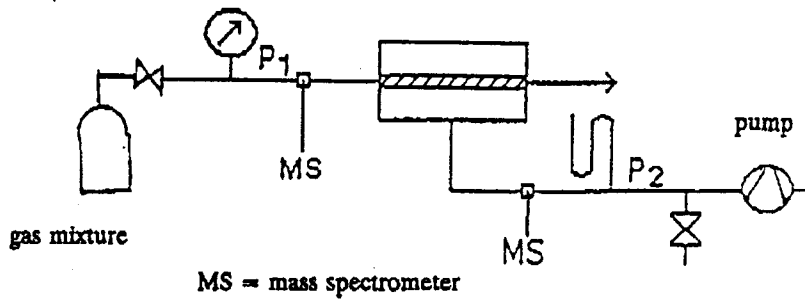 P1
MS
pump
P2
gas mixture
MS
MS = mass spectrometer